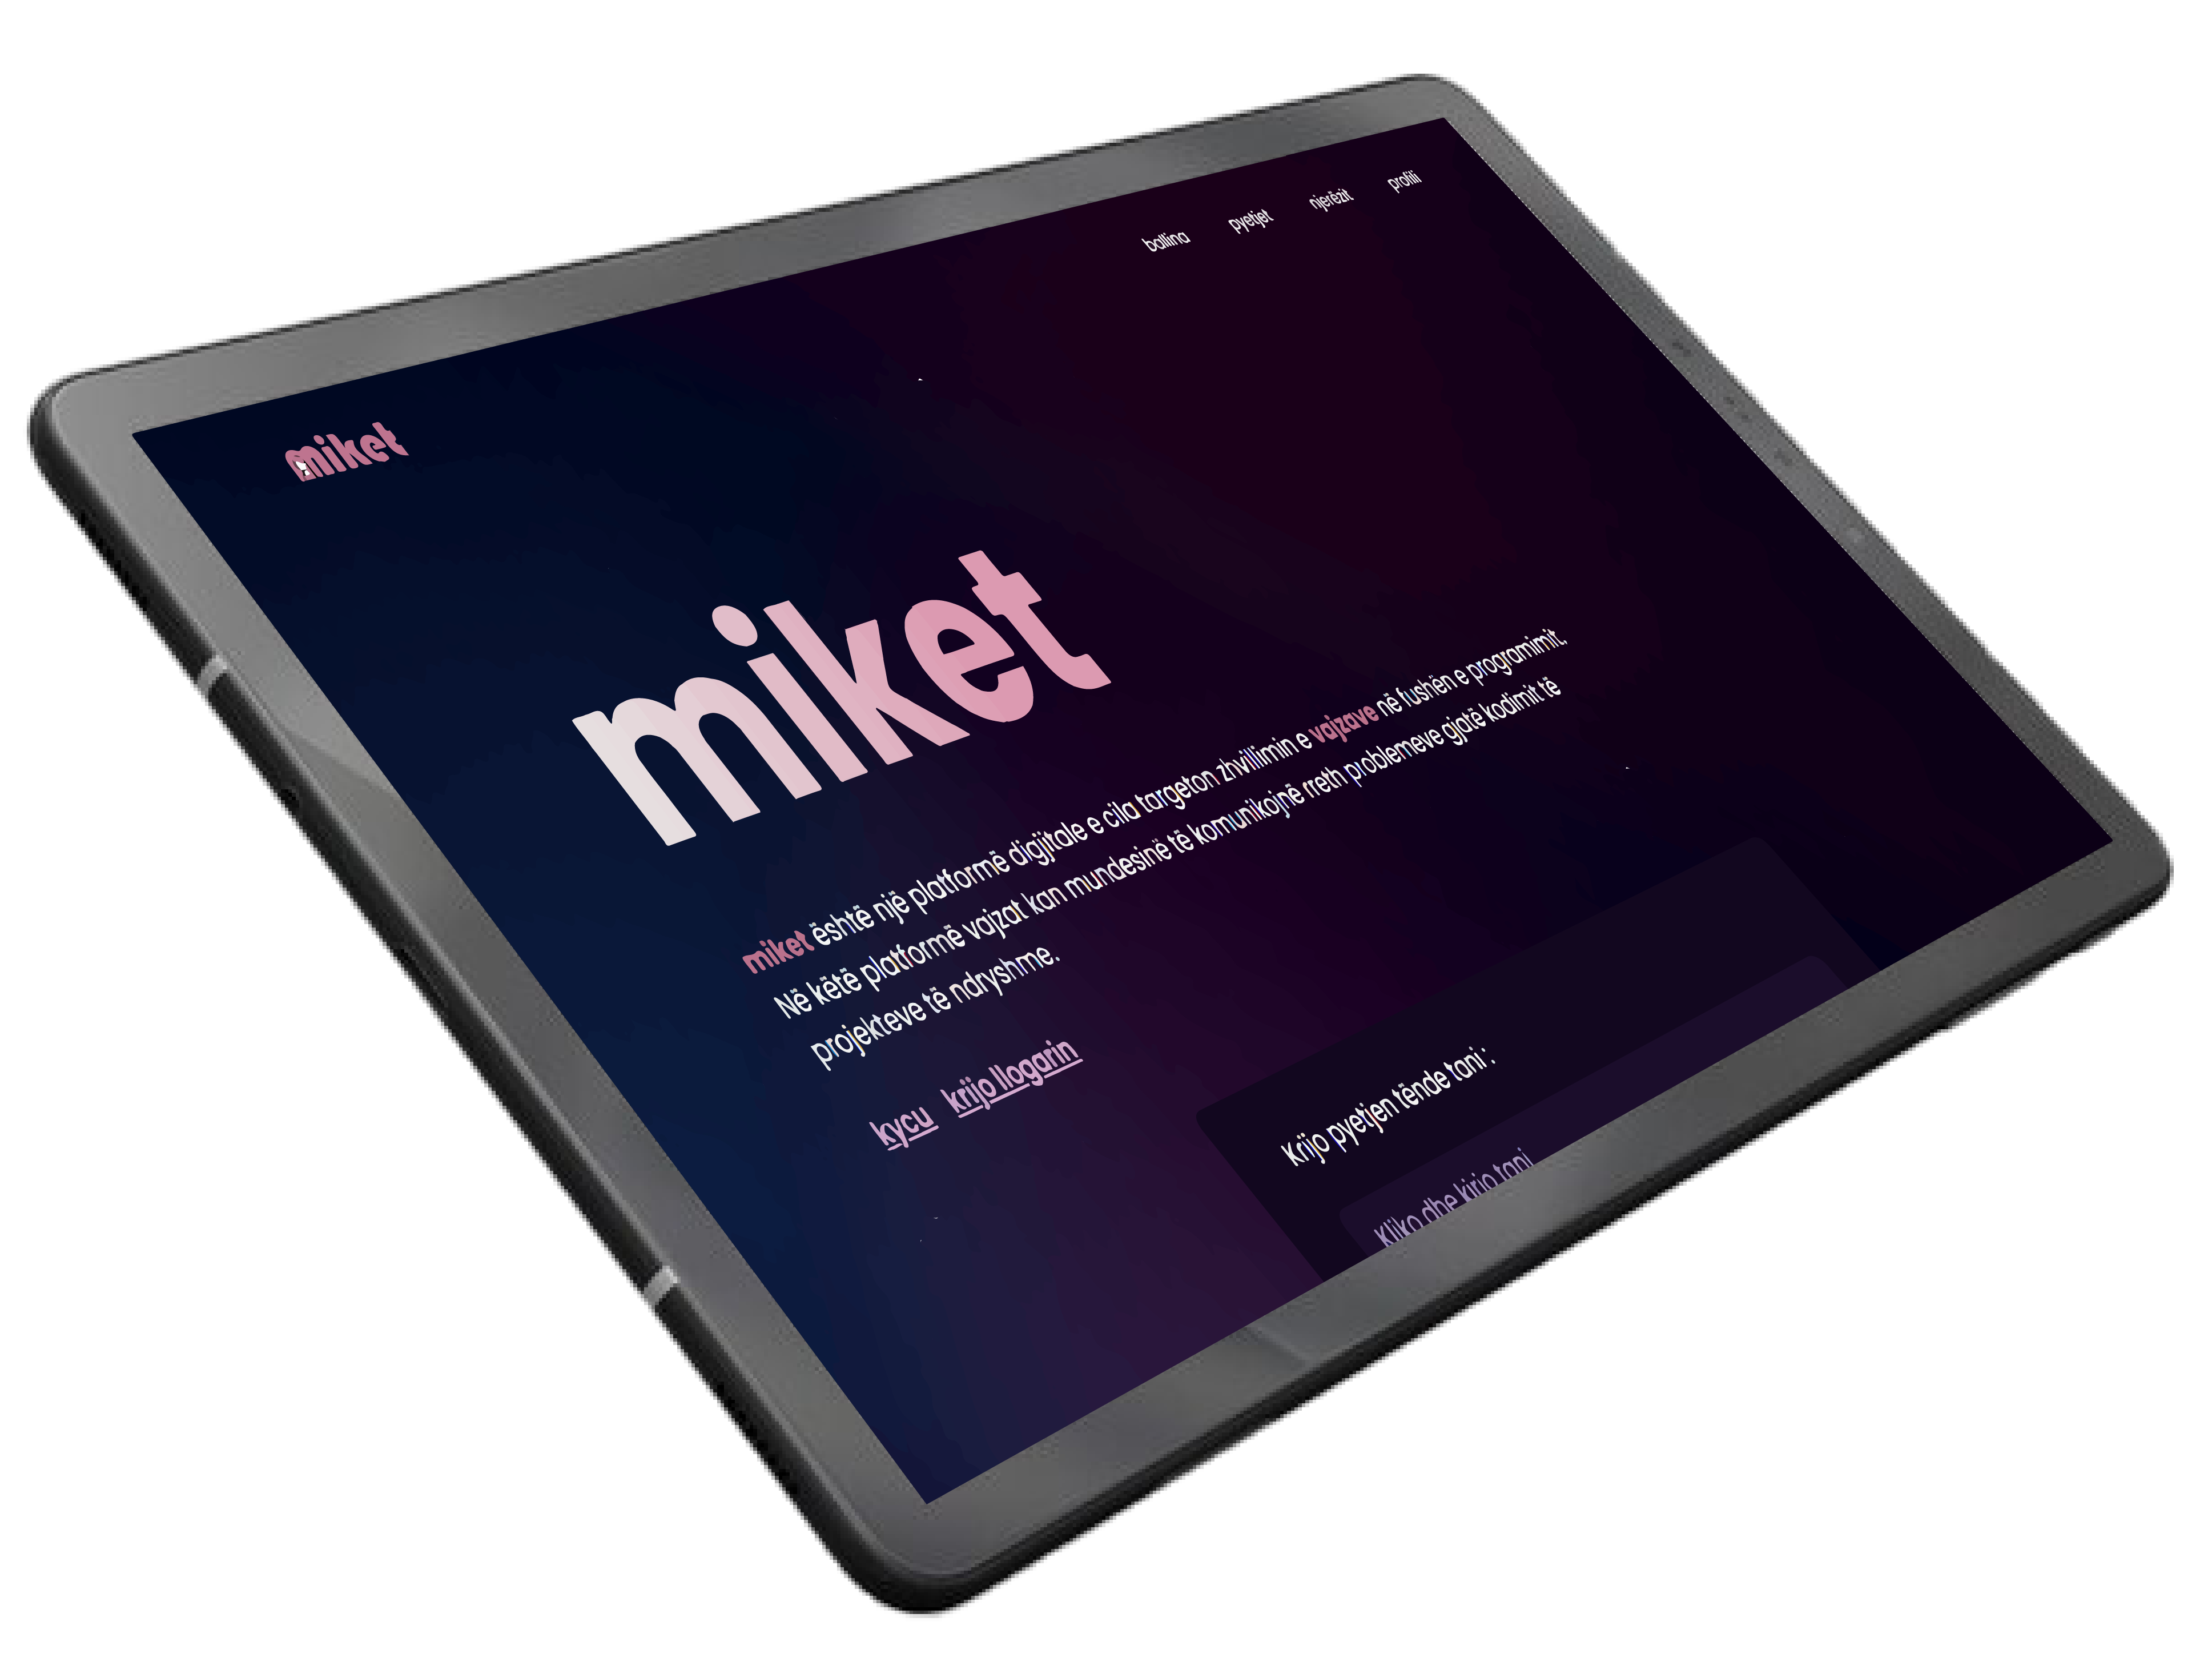 miket
ballina pyetjet njerëzit profili
miket
miket është një platformë digjitale e cila targeton zhvillimin e vajzave në fushën e programimit.
Në këtë platformë vajzat kan mundesinë të komunikojnë rreth problemeve gjatë kodimit të
projekteve të ndryshme.
kycu krijo llogarin
Krijo pyetjen tënde tani :
Kliko dhe kirjo tani